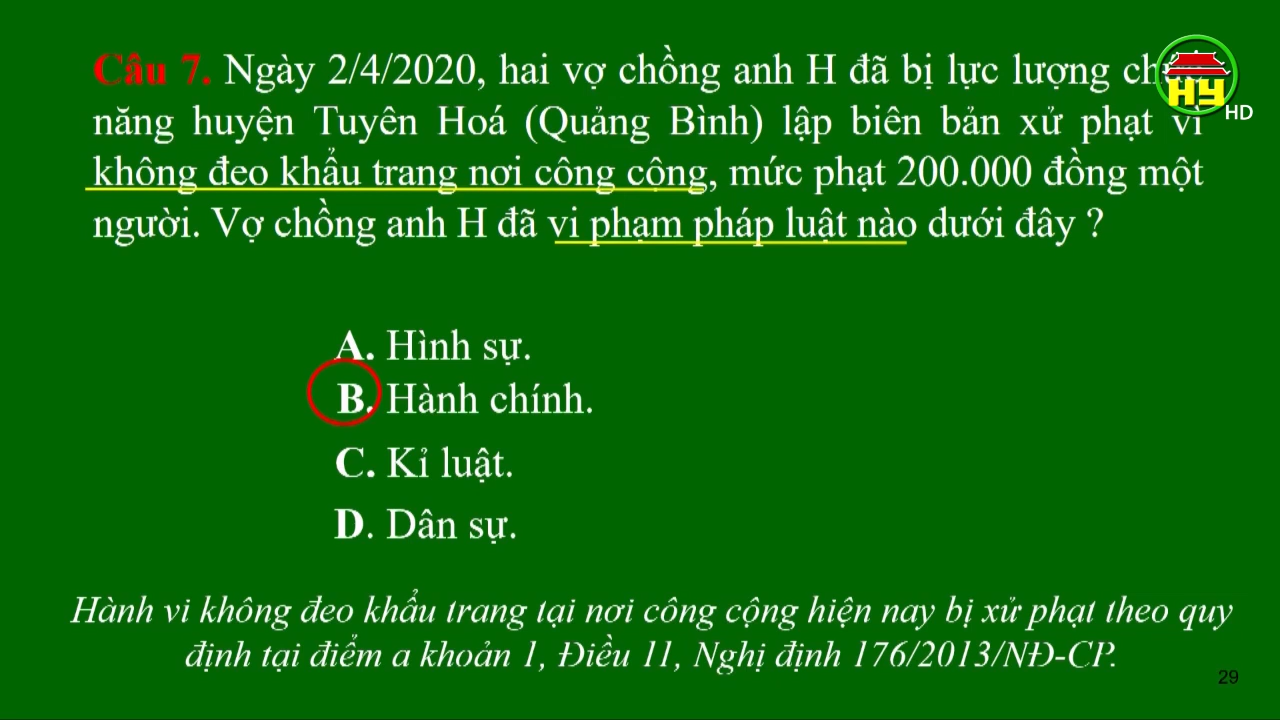 Câu 7. Ngày 2/4/2020, hai vợ chồng anh H đã bị lực lượng
năng huyện Tuyên Hoá (Quảng Bình) lập biên bản xử phạt vì
không đeo khẩu trang nơi công cộng, mức phạt 200.000 đồng một
người. Vợ chồng anh H đã vi phạm pháp luật nào dưới đây ?
HY HD
A. Hình sự.
B. Hành chính.
C. Kỉ luật.
D. Dân sự.
Hành vi không đeo khẩu trang tại nơi công cộng hiện nay bị xử phạt theo quy
định tại điểm a khoản 1, Điều 11, Nghị định 176/2013/NĐ-CP.
29